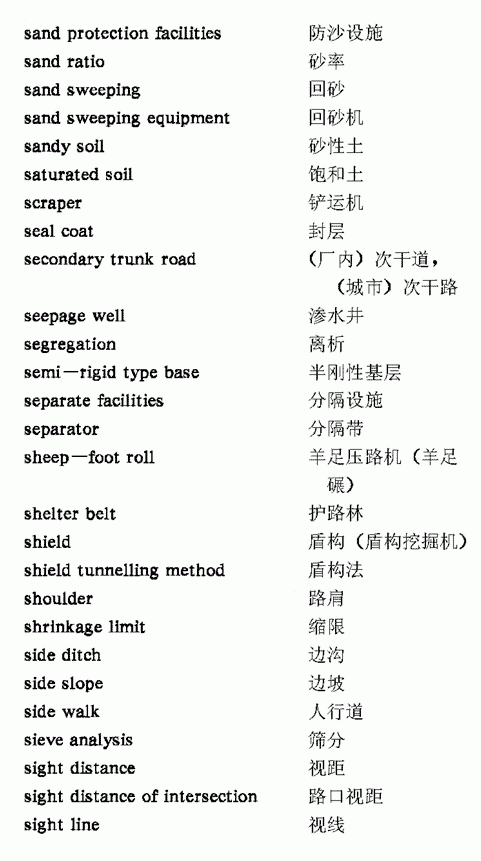 sand protection facilities 防沙设施
sand ratio 砂率
sand sweeping 回砂
sand sweeping equipment 回砂机
sandy soil 砂性土
saturated soil 饱和土
scraper 铲运机
seal coat 封层
secondary trunk road (厂内) 次干道，
(城市) 次干路
seepage well 渗水井
segregation 离析
semi—rigid type base 半刚性基层
separate facilities 分隔设施
separator 分隔带
sheep—foot roll 羊足压路机 (羊足
碾)
shelter belt 护路林
shield 盾构 (盾构挖掘机)
shield tunnelling method 盾构法
shoulder 路肩
shrinkage limit 缩限
side ditch 边沟
side slope 边坡
side walk 人行道
sieve analysis 筛分
sight distance 视距
sight distance of intersection 路口视距
sight line 视线